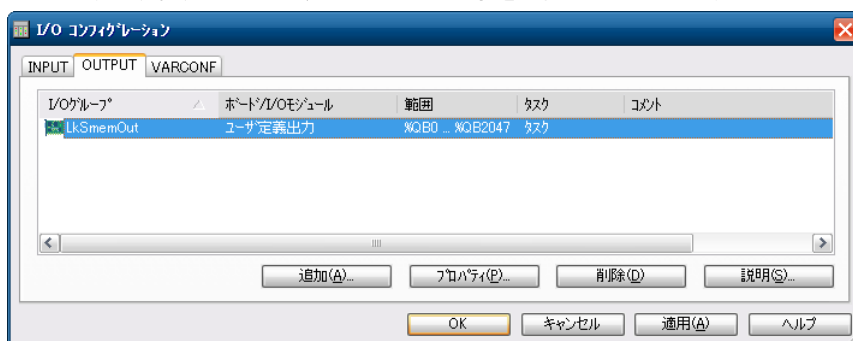 I/O コンフィグレーション
INPUT OUTPUT VARCONF
I/Oグループ ボード/I/Oモジュール 範囲 タスク コメント
LkSmemOut ユーザ定義出力 %QB0 ... %QB2047 タスク
追加(A)... プロパティ(P)... 削除(D) 説明(S)...
OK キャンセル 適用(A) ヘルプ